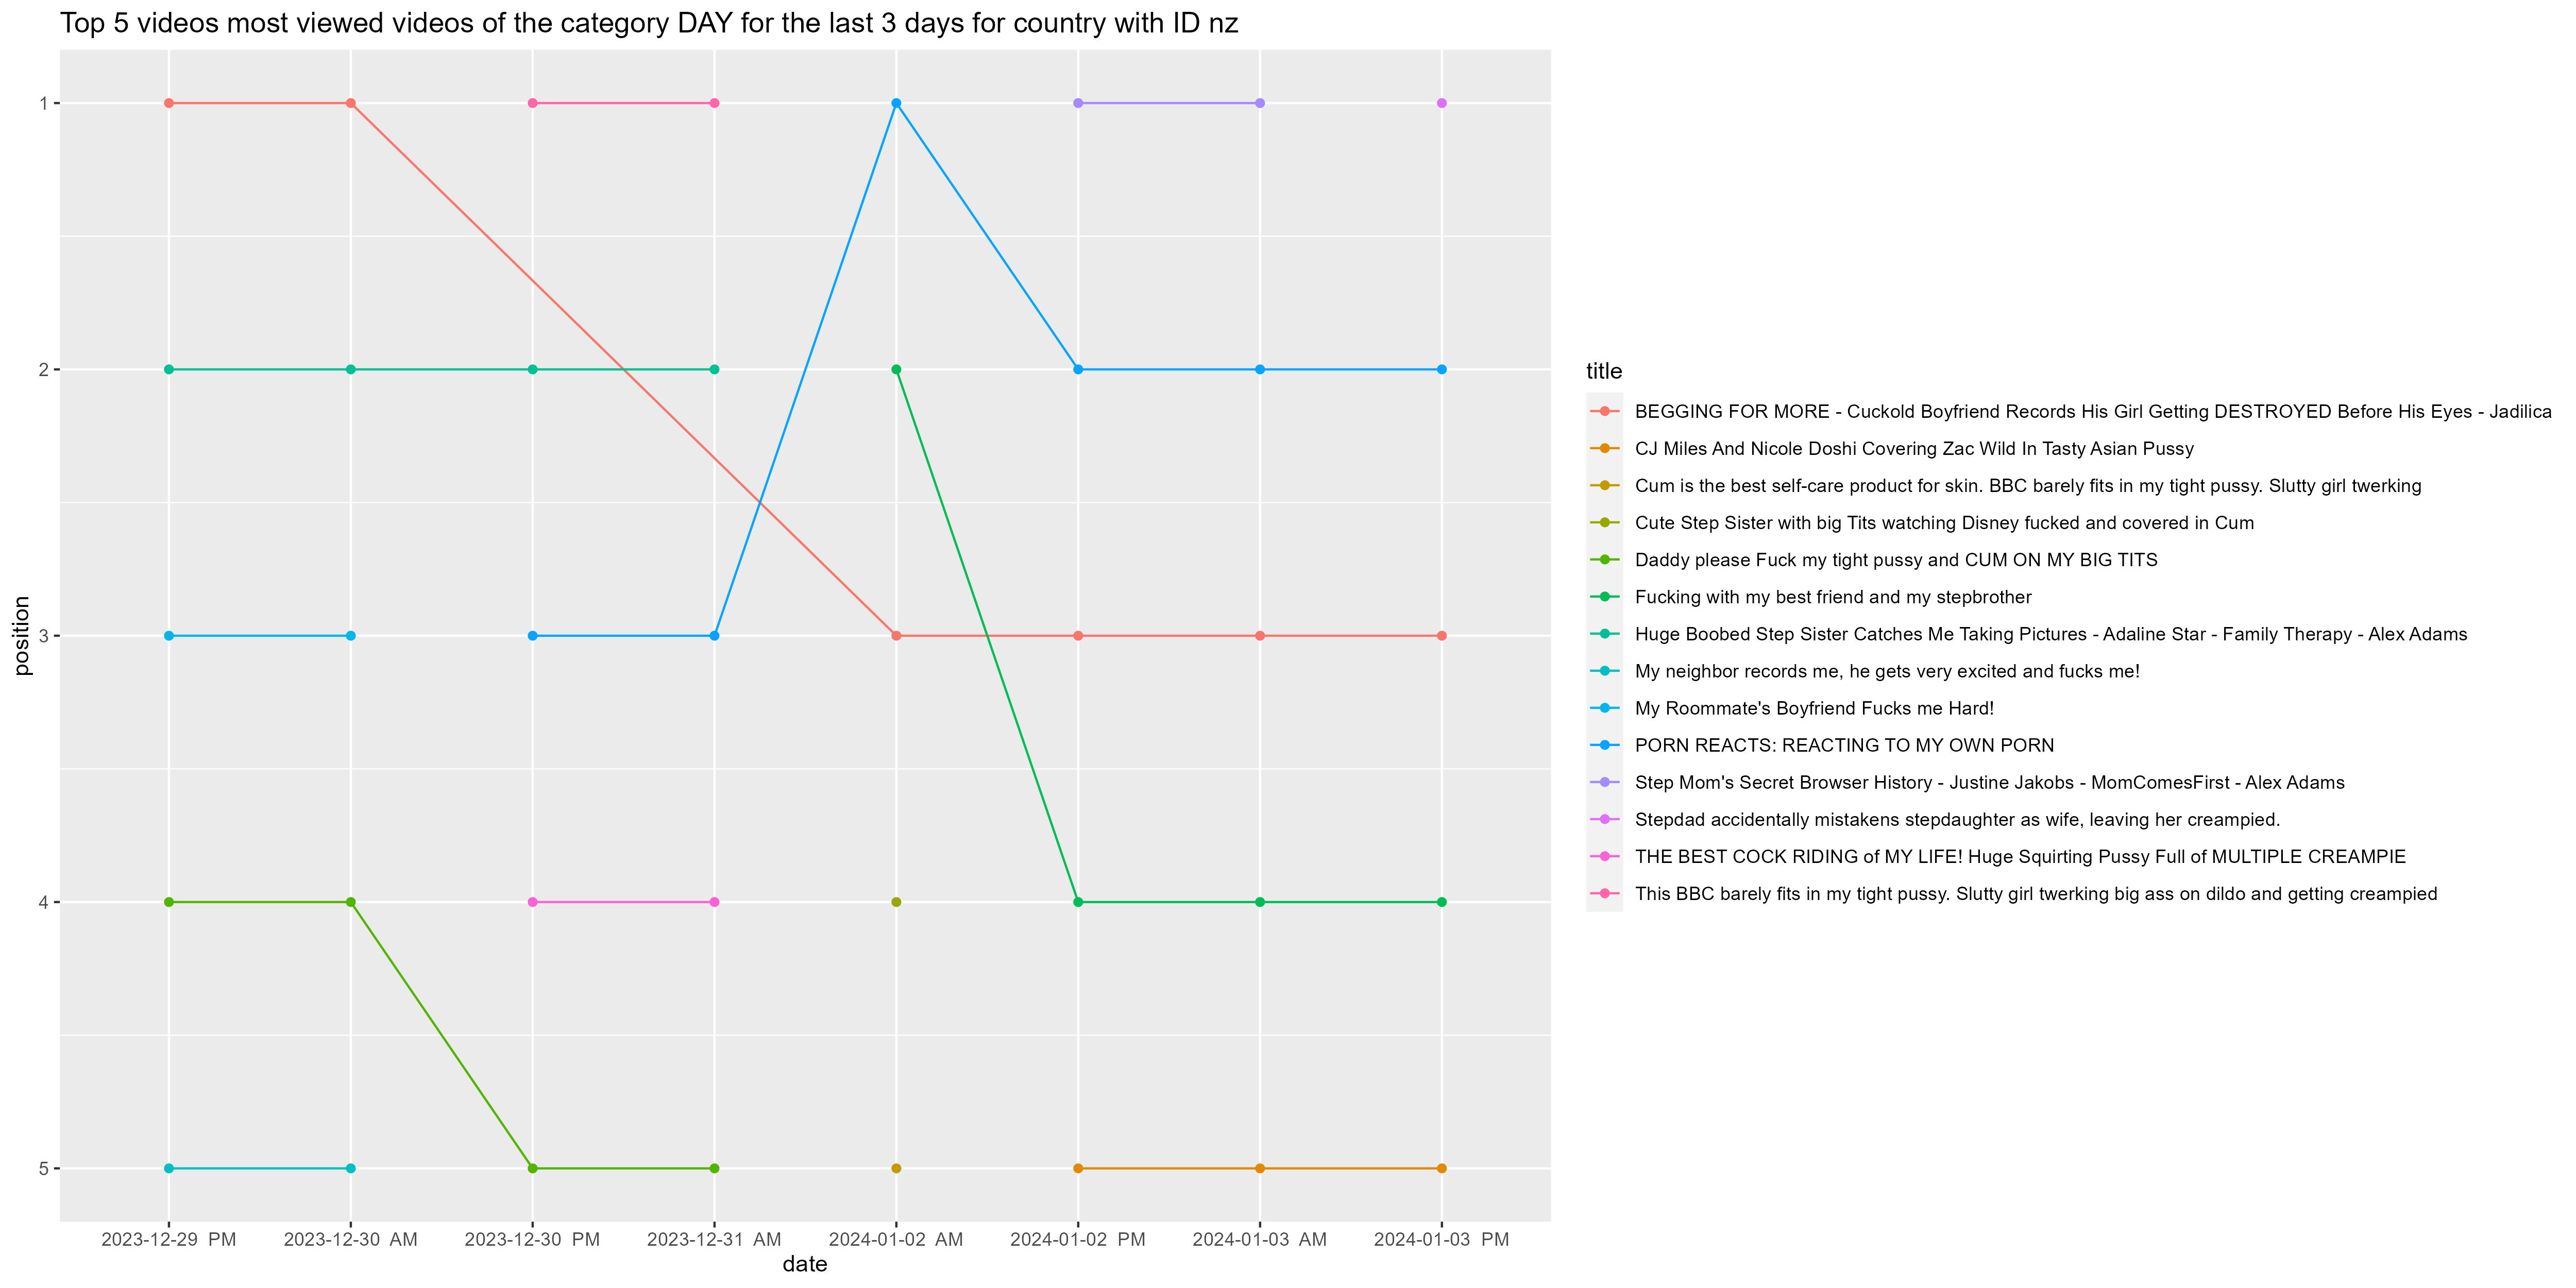 Top 5 videos most viewed videos of the category DAY for the last 3 days for country with ID nz
position
1
2
3
4
5
2023-12-29 PM
2023-12-30 AM
2023-12-30 PM
2023-12-31 AM
2024-01-02 AM
2024-01-02 PM
2024-01-03 AM
2024-01-03 PM
date
title
BEGGING FOR MORE - Cuckold Boyfriend Records His Girl Getting DESTROYED Before His Eyes - Jadilica
CJ Miles And Nicole Doshi Covering Zac Wild In Tasty Asian Pussy
Cum is the best self-care product for skin. BBC barely fits in my tight pussy. Slutty girl twerking
Cute Step Sister with big Tits watching Disney fucked and covered in Cum
Daddy please Fuck my tight pussy and CUM ON MY BIG TITS
Fucking with my best friend and my stepbrother
Huge Boobed Step Sister Catches Me Taking Pictures - Adaline Star - Family Therapy - Alex Adams
My neighbor records me, he gets very excited and fucks me!
My Roommate's Boyfriend Fucks me Hard!
PORN REACTS: REACTING TO MY OWN PORN
Step Mom's Secret Browser History - Justine Jakobs - MomComesFirst - Alex Adams
Stepdad accidentally mistakens stepdaughter as wife, leaving her creampied.
THE BEST COCK RIDING of MY LIFE! Huge Squirting Pussy Full of MULTIPLE CREAMPIE
This BBC barely fits in my tight pussy. Slutty girl twerking big ass on dildo and getting creampied